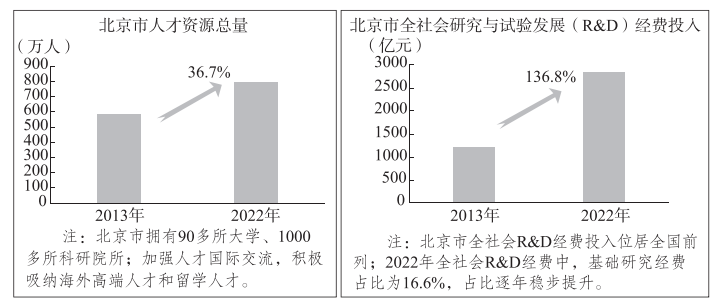 北京市人才资源总量
（万人）
900
800
700
600
500
400
300
200
100
0
36.7%
2013年
2022年
注：北京市拥有90多所大学、1000
多所科研院所；加强人才国际交流，积极
吸纳海外高端人才和留学人才。
北京市全社会研究与试验发展（R&D）经费投入
（亿元）
3000
2500
2000
1500
1000
500
0
136.8%
2013年
2022年
注：北京市全社会R&D经费投入位居全国前
列；2022年全社会R&D经费中，基础研究经费
占比为16.6%，占比逐年稳步提升。